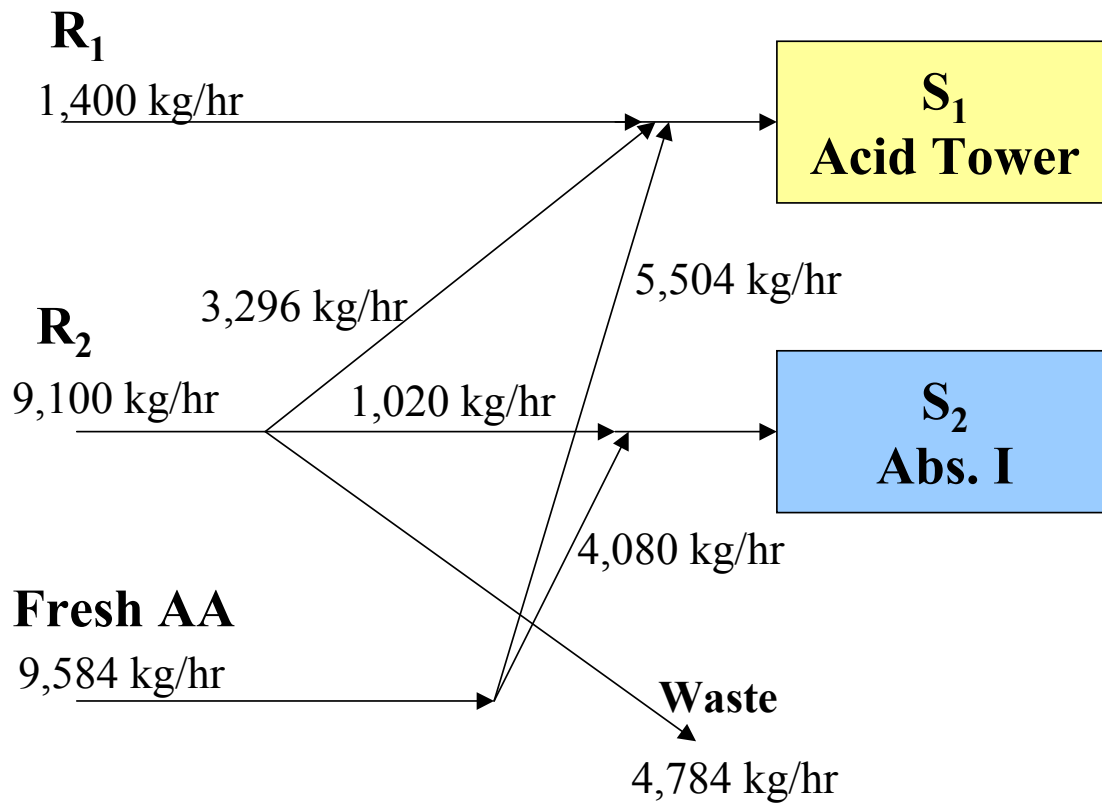 R₁
1,400 kg/hr
S₁
Acid Tower
5,504 kg/hr
3,296 kg/hr
R₂
9,100 kg/hr
1,020 kg/hr
S₂
Abs. I
4,080 kg/hr
Fresh AA
9,584 kg/hr
Waste
4,784 kg/hr